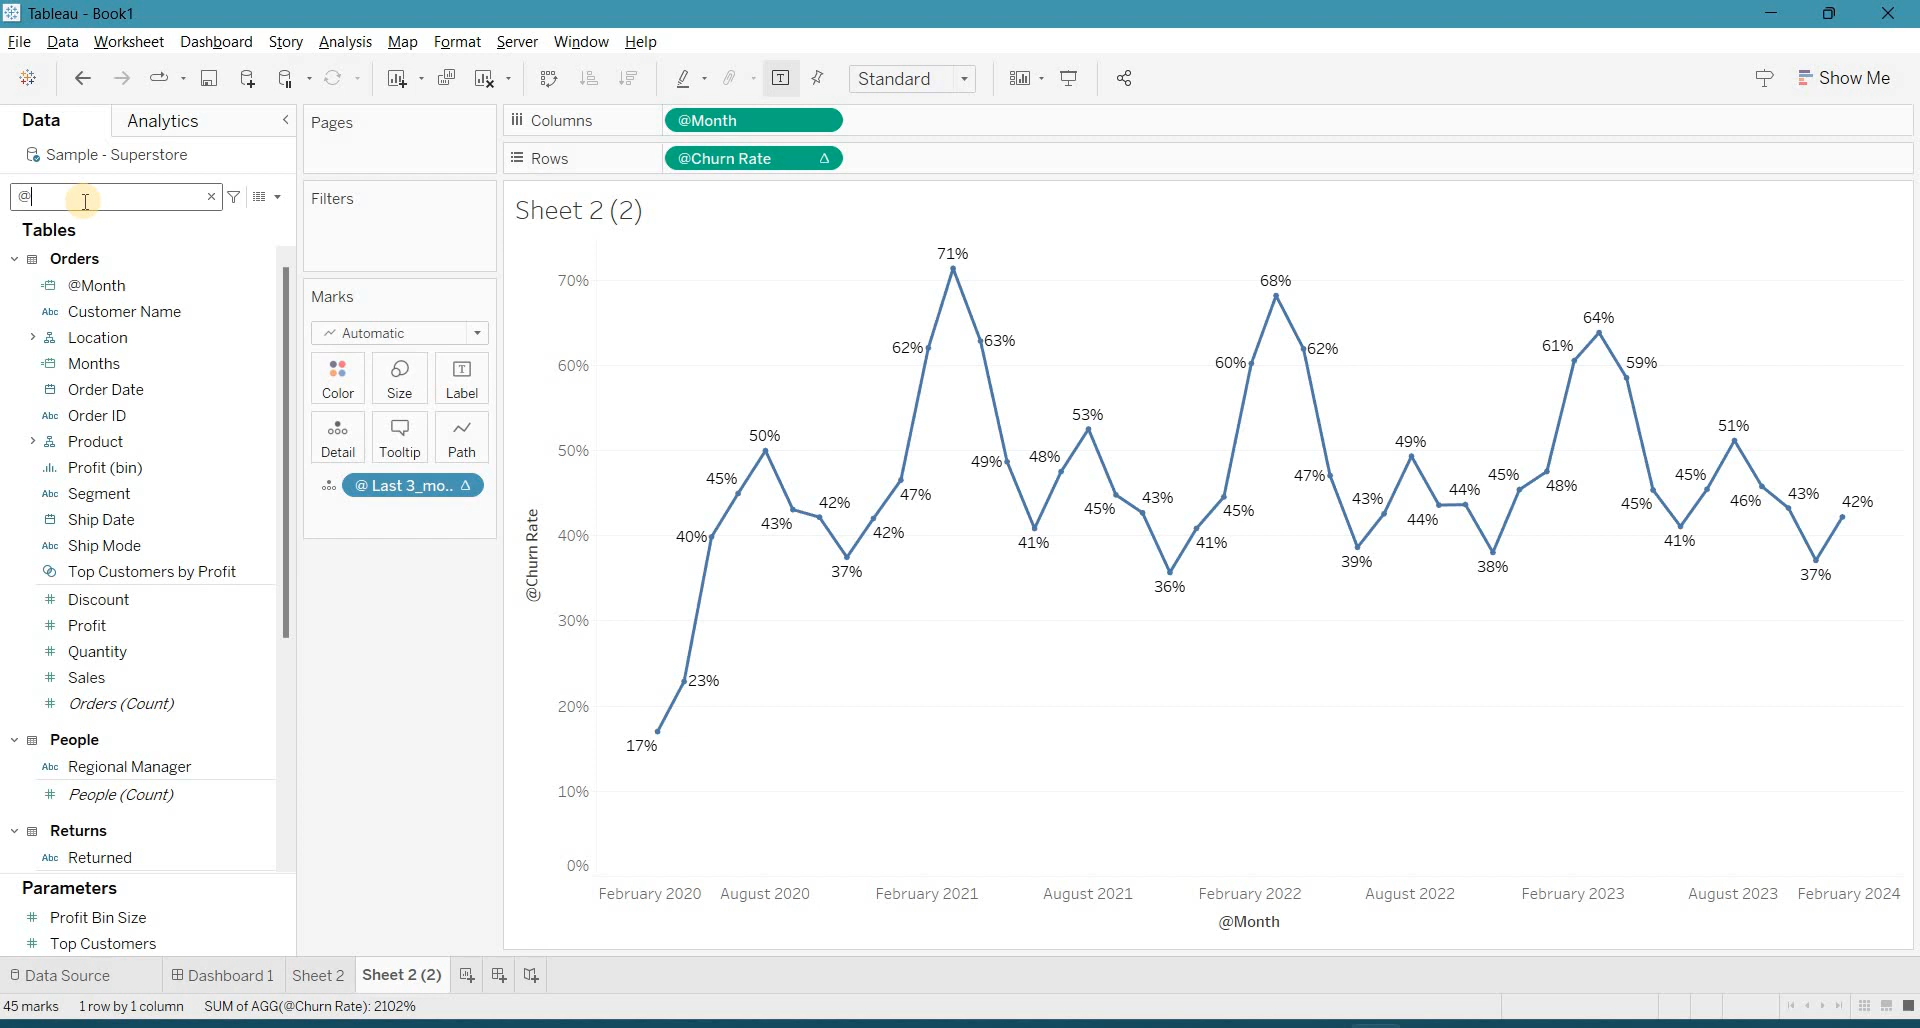 Tableau - Book1
File Data Worksheet Dashboard Story Analysis Map Format Server Window Help
Standard
Show Me
Data
Analytics
Sample - Superstore
@
Tables
Orders
@Month
Abc Customer Name
Location
Months
Order Date
Abc Order ID
Product
Profit (bin)
Abc Segment
Ship Date
Abc Ship Mode
Top Customers by Profit
# Discount
# Profit
# Quantity
# Sales
# Orders (Count)
People
Abc Regional Manager
# People (Count)
Returns
Abc Returned
Parameters
# Profit Bin Size
# Top Customers
Pages
Filters
Marks
Automatic
Color Size Label
Detail Tooltip Path
@ Last 3_mo.. Δ
Columns
@Month
Rows
@Churn Rate Δ
Sheet 2 (2)
@Churn Rate
70%
60%
50%
40%
30%
20%
10%
0%
17%
23%
40%
45%
50%
43%
42%
37%
42%
47%
62%
71%
63%
49%
41%
48%
53%
45%
43%
36%
41%
45%
60%
68%
62%
47%
39%
43%
49%
44%
44%
38%
45%
48%
61%
64%
59%
45%
41%
45%
51%
46%
43%
37%
42%
February 2020 August 2020 February 2021 August 2021 February 2022 August 2022 February 2023 August 2023 February 2024
@Month
Data Source
Dashboard 1
Sheet 2
Sheet 2 (2)
45 marks 1 row by 1 column SUM of AGG(@Churn Rate): 2102%